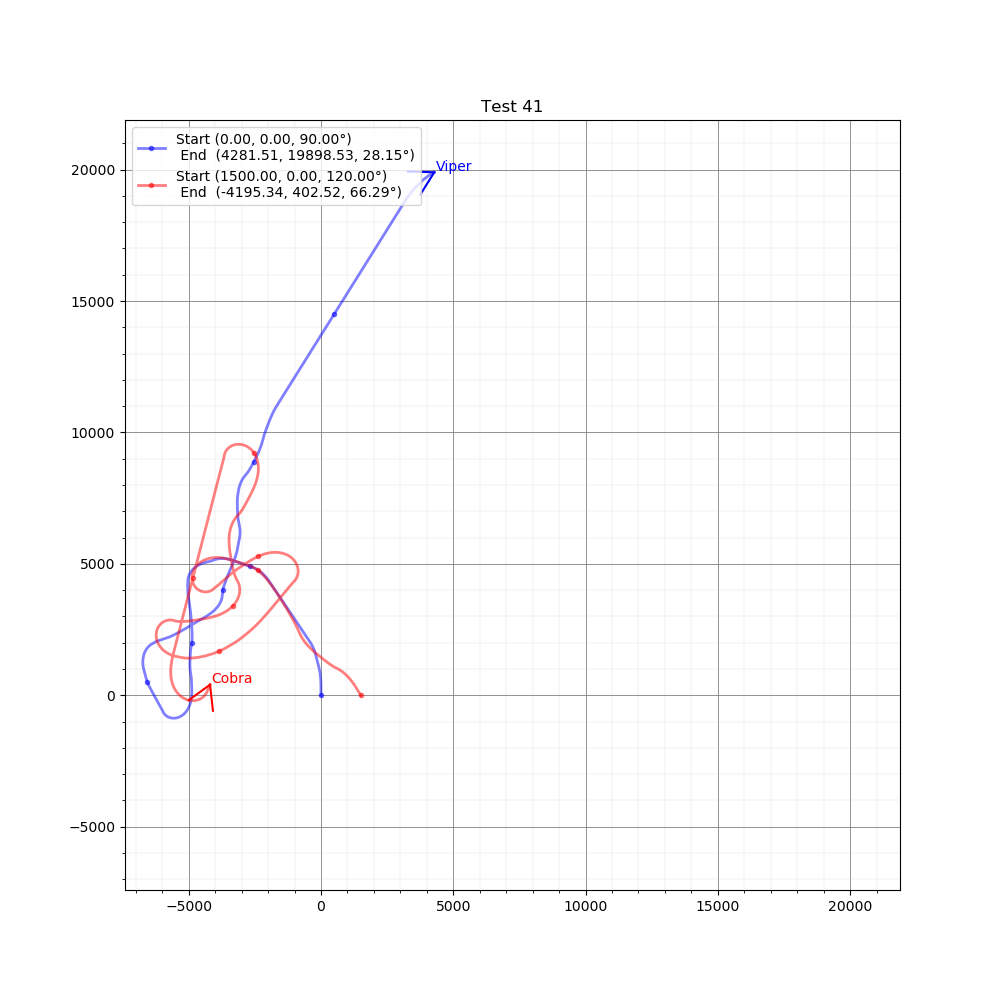 Test 41
Start (0.00, 0.00, 90.00°)
End (4281.51, 19898.53, 28.15°)
Start (1500.00, 0.00, 120.00°)
End (-4195.34, 402.52, 66.29°)
Viper
Cobra
20000
15000
10000
5000
0
−5000
−5000
0
5000
10000
15000
20000